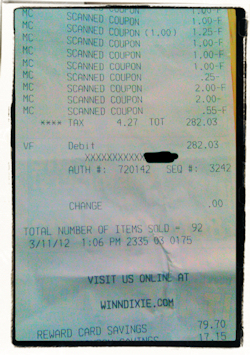 MC SCANNED COUPON 1.00-F
MC SCANNED COUPON 1.00-F
MC SCANNED COUPON (1.00) 1.25-F
MC SCANNED COUPON 1.00-F
MC SCANNED COUPON 1.00-F
MC SCANNED COUPON .25-
MC SCANNED COUPON 2.00-F
MC SCANNED COUPON 2.00-
MC SCANNED COUPON .55-F
**** TAX 4.27 TOT 282.03
VF Debit 282.03
XXXXXXXXXXX
AUTH #: 720142 SEQ #: 3242
CHANGE .00
TOTAL NUMBER OF ITEMS SOLD - 92
3/11/12 1:06 PM 2335 03 0175
VISIT US ONLINE AT
WINNDIXIE.COM
REWARD CARD SAVINGS 79.70
SAVINGS 17.15